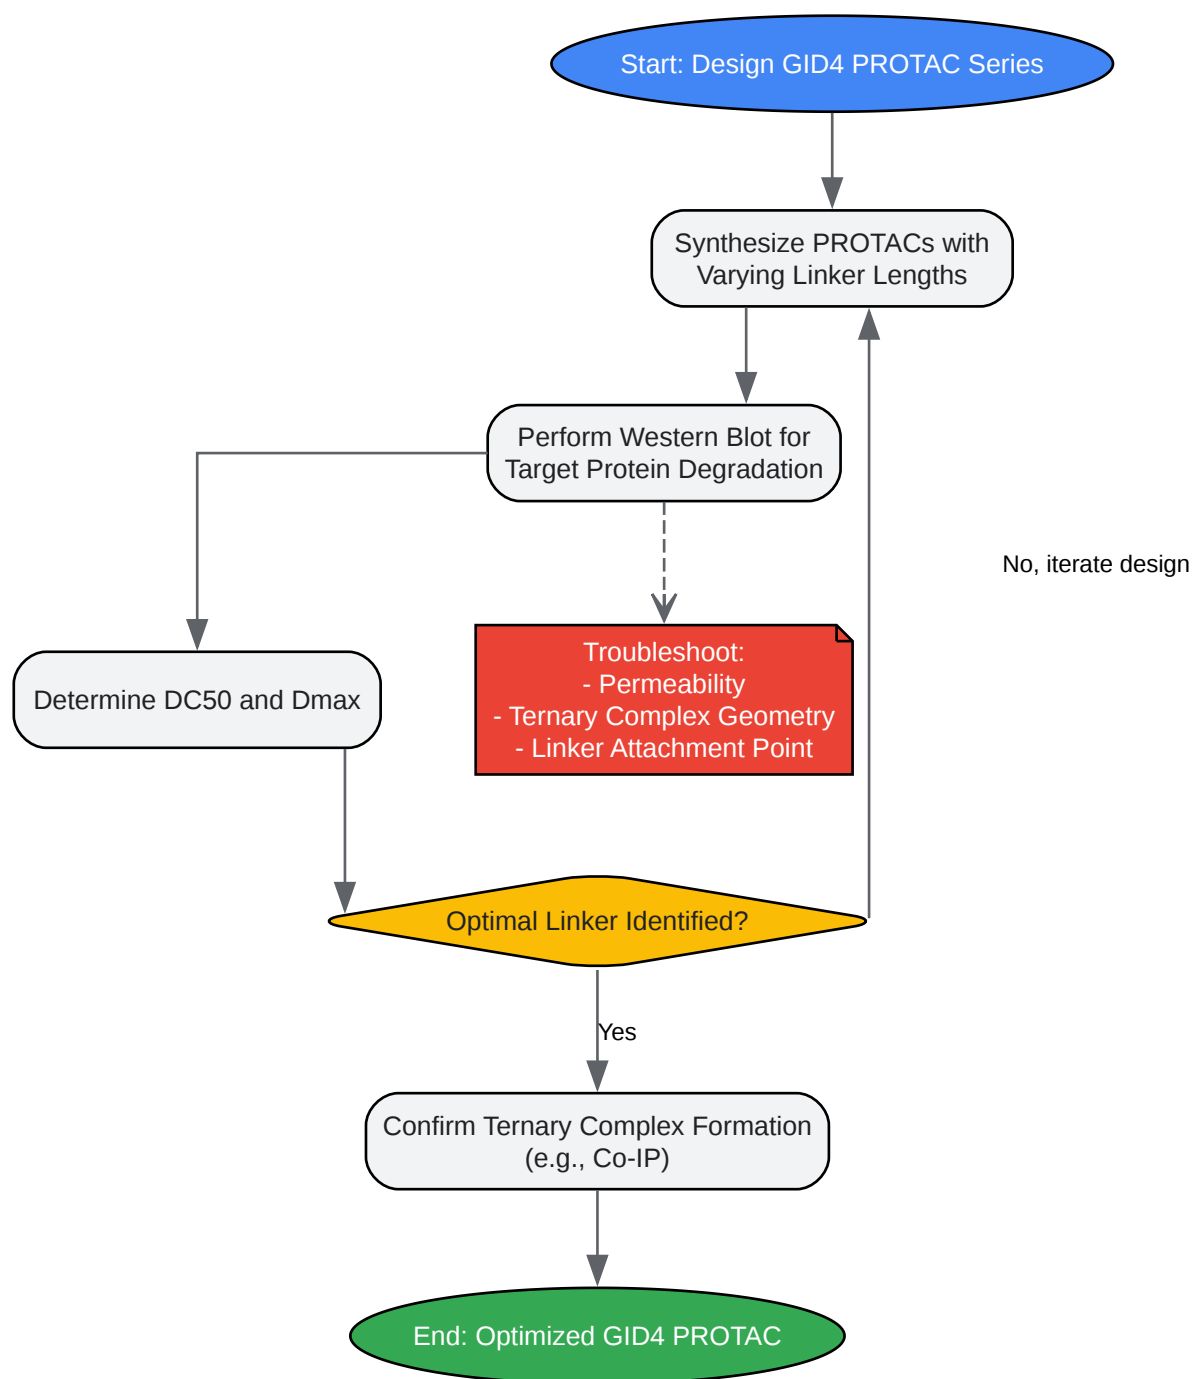 Start: Design GID4 PROTAC Series
Synthesize PROTACs with
Varying Linker Lengths
Perform Western Blot for
Target Protein Degradation
No, iterate design
Troubleshoot:
- Permeability
- Ternary Complex Geometry
- Linker Attachment Point
Determine DC50 and Dmax
Optimal Linker Identified?
Yes
Confirm Ternary Complex Formation
(e.g., Co-IP)
End: Optimized GID4 PROTAC